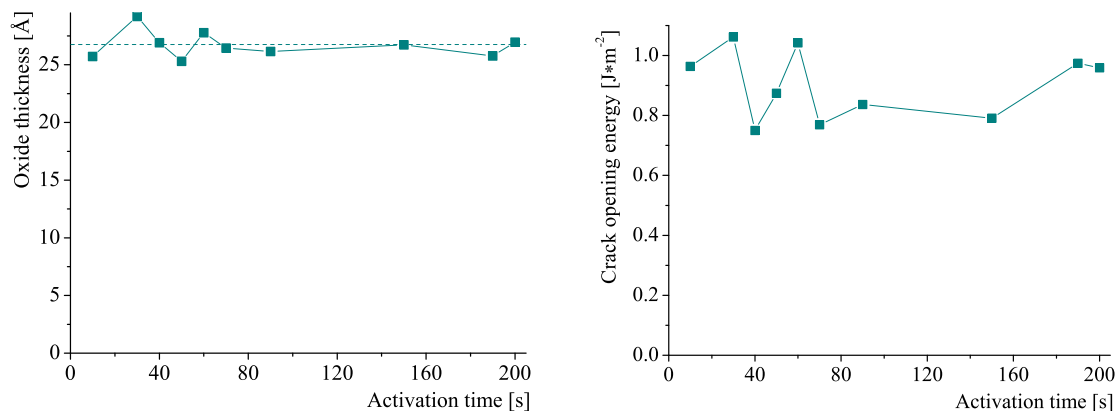 Oxide thickness [Å]
25
22
15
10
5
0
0 40 80 120 160 200
Activation time [s]
Crack opening energy [J*m⁻²]
1.0
0.8
0.6
0.4
0.2
0.0
0 40 80 120 160 200
Activation time [s]